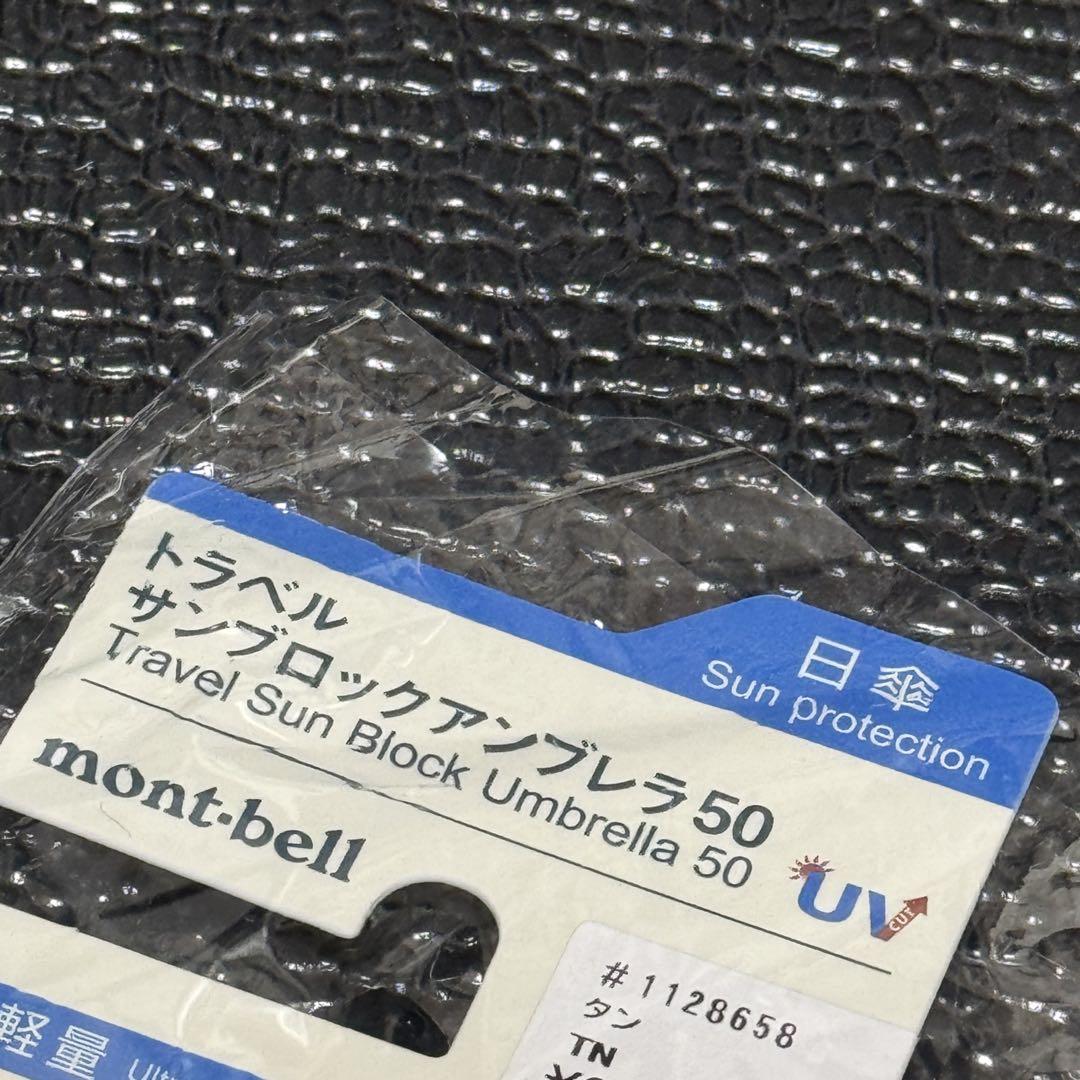 トラベル
サンブロックアンブレラ50
Travel Sun Block Umbrella 50
日傘
Sun protection
mont-bell
UV
CUT
#1128658
タン
TN
軽量